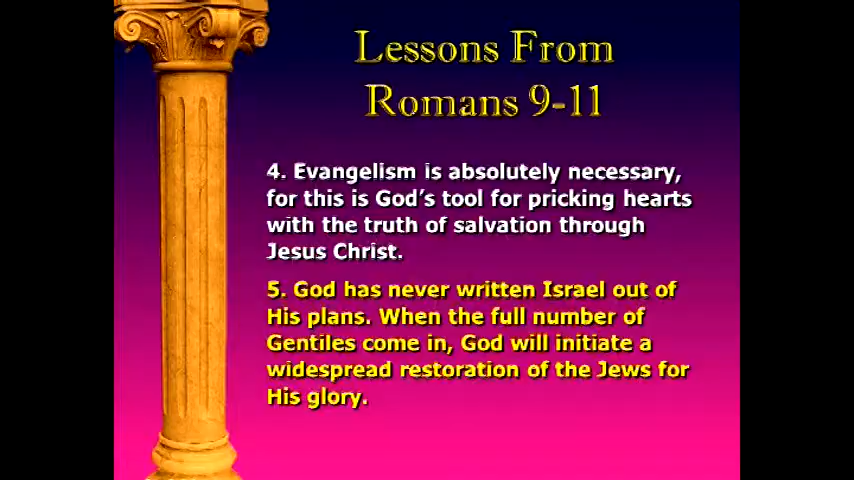 Lessons From
Romans 9-11
4. Evangelism is absolutely necessary,
for this is God's tool for pricking hearts
with the truth of salvation through
Jesus Christ.
5. God has never written Israel out of
His plans. When the full number of
Gentiles come in, God will initiate a
widespread restoration of the Jews for
His glory.